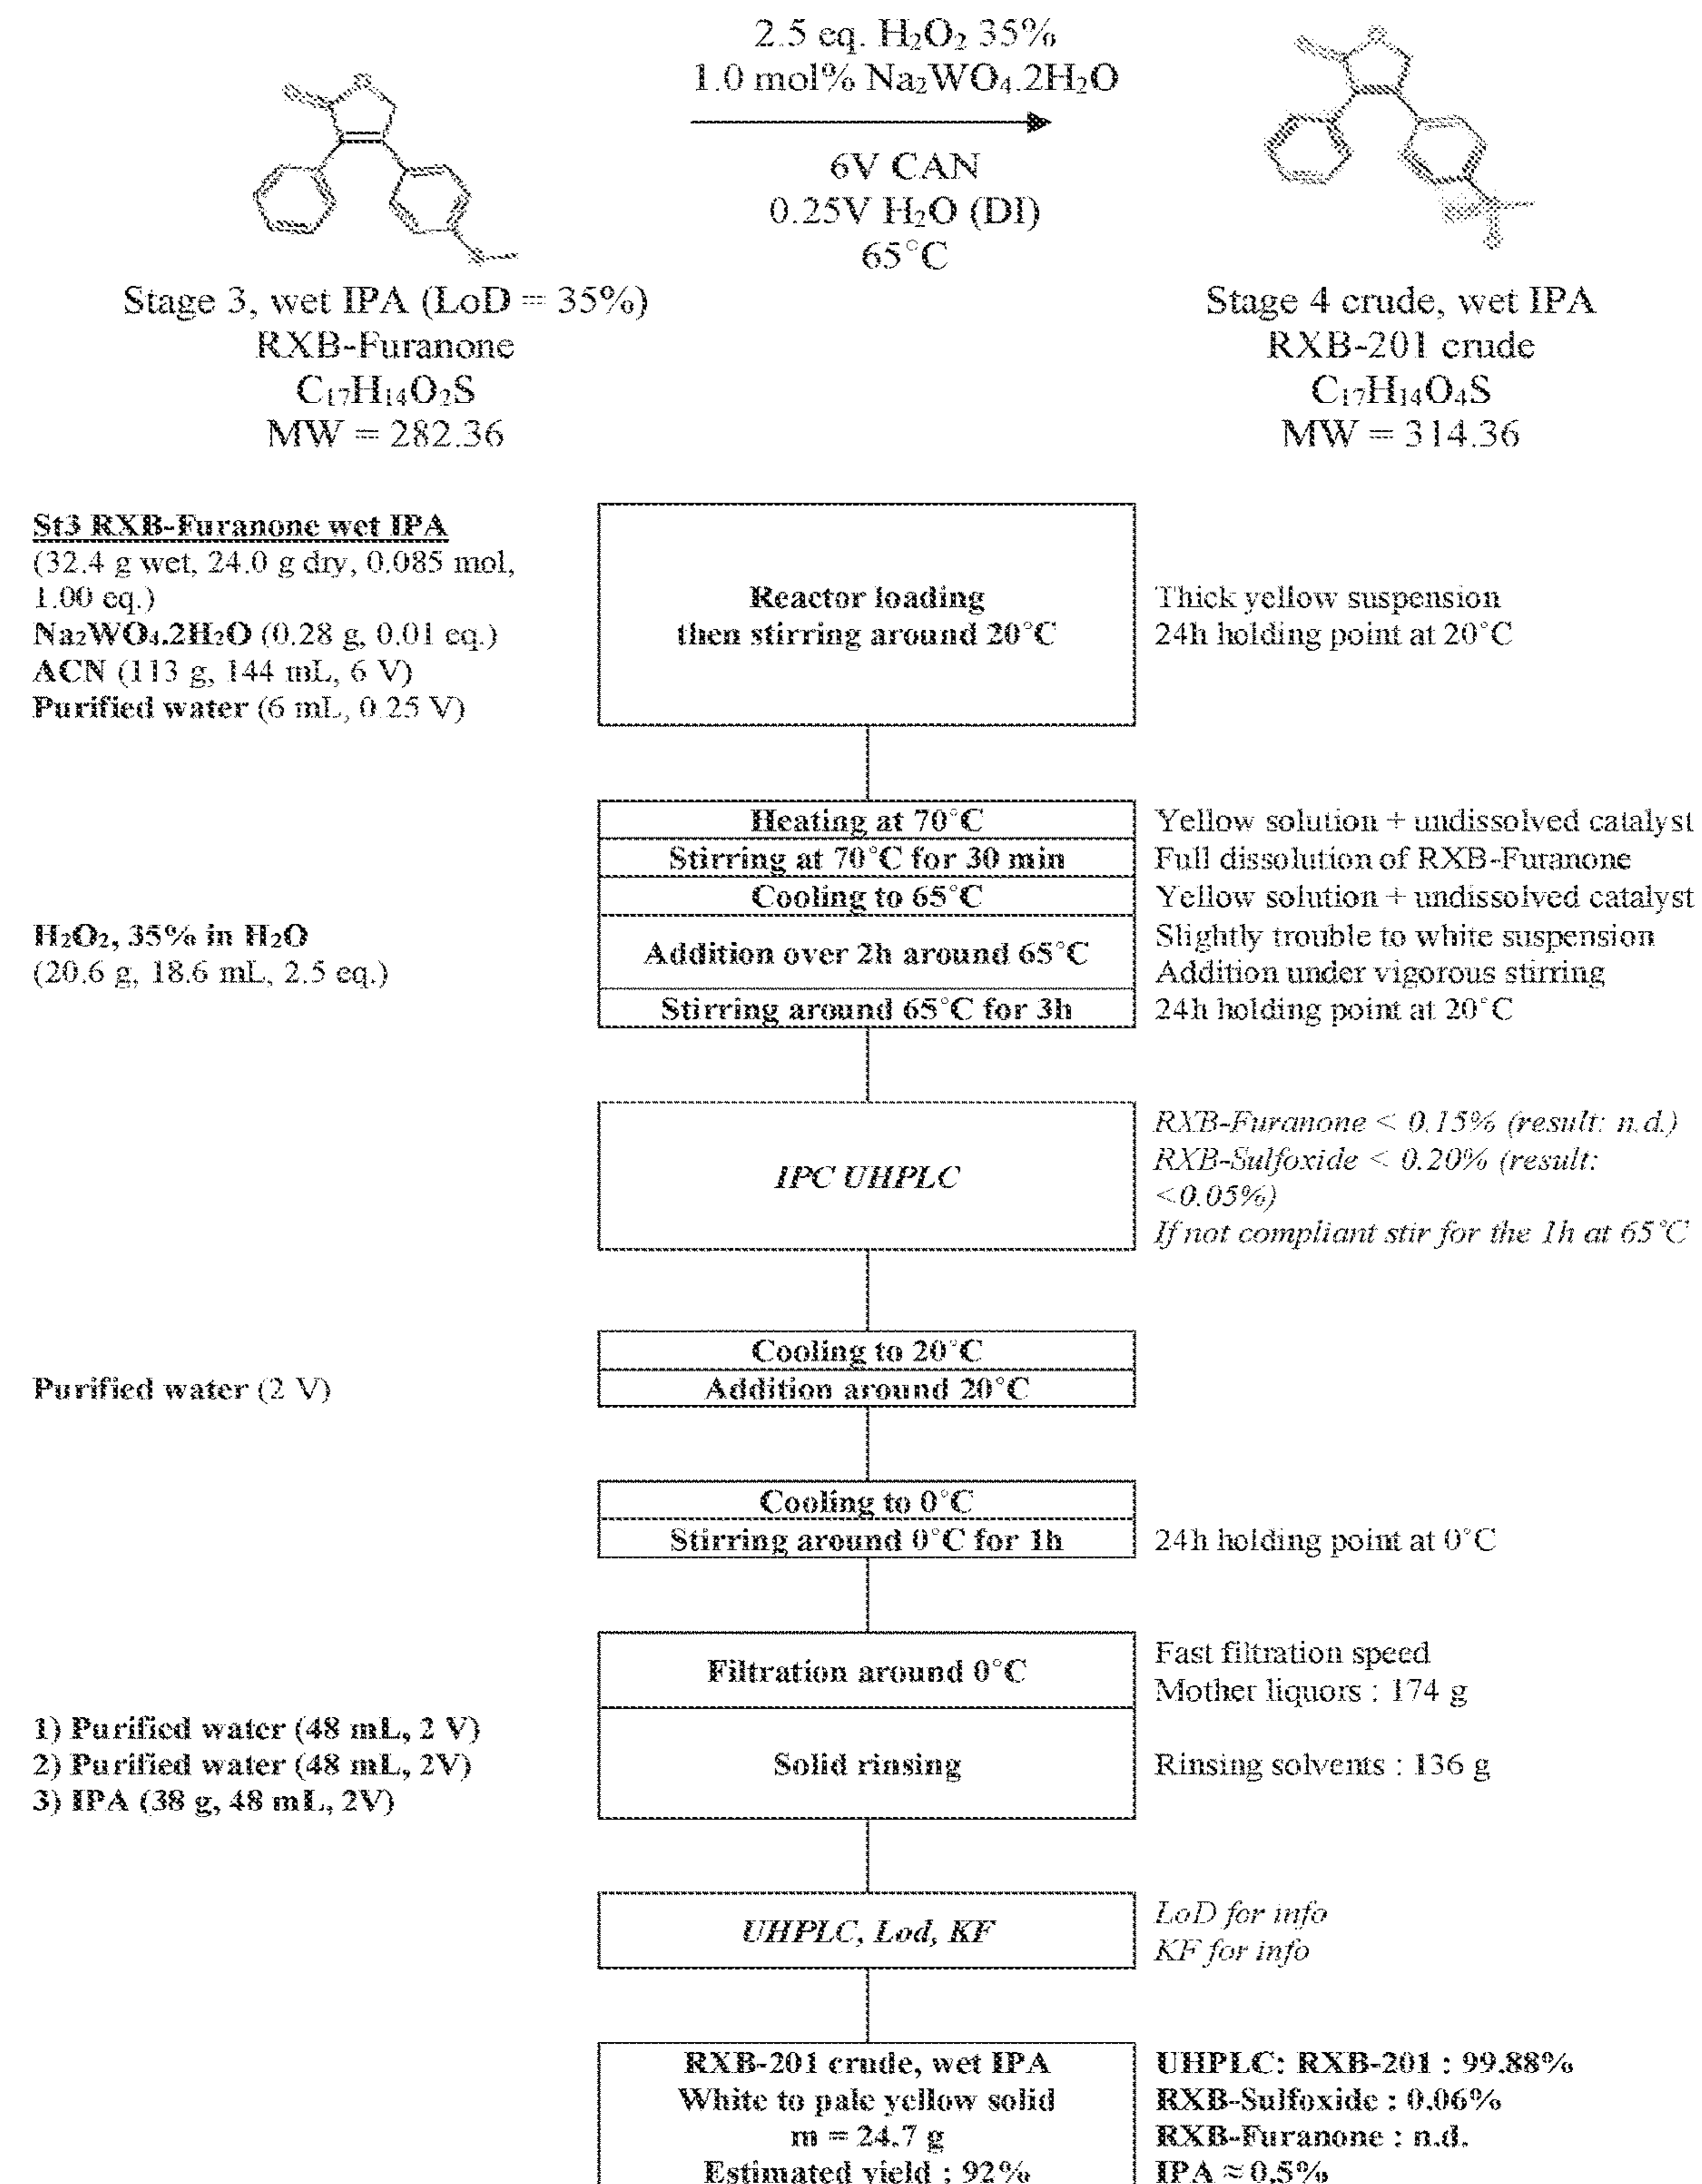 2.5 eq. H₂O₂ 35%
1.0 mol% Na₂WO₄.2H₂O
6V CAN
0.25V H₂O (DI)
65°C
Stage 3, wet IPA (LoD = 35%)
RXB-Furanone
C₁₇H₁₄O₂S
MW = 282.36
Stage 4 crude, wet IPA
RXB-201 crude
C₁₇H₁₄O₄S
MW = 314.36
St3 RXB-Furanone wet IPA
(32.4 g wet, 24.0 g dry, 0.085 mol,
1.00 eq.)
Na₂WO₄.2H₂O (0.28 g, 0.01 eq.)
ACN (113 g, 144 mL, 6 V)
Purified water (6 mL, 0.25 V)
Reactor loading
then stirring around 20°C
Thick yellow suspension
24h holding point at 20°C
Heating at 70°C
Yellow solution + undissolved catalyst
Stirring at 70°C for 30 min
Full dissolution of RXB-Furanone
Cooling to 65°C
Yellow solution + undissolved catalyst
H₂O₂, 35% in H₂O
(20.6 g, 18.6 mL, 2.5 eq.)
Addition over 2h around 65°C
Slightly trouble to white suspension
Addition under vigorous stirring
Stirring around 65°C for 3h
24h holding point at 20°C
IPC UHPLC
RXB-Furanone < 0.15% (result: n.d.)
RXB-Sulfoxide < 0.20% (result:
<0.05%)
If not compliant stir for the 1h at 65°C
Cooling to 20°C
Purified water (2 V)
Addition around 20°C
Cooling to 0°C
Stirring around 0°C for 1h
24h holding point at 0°C
Filtration around 0°C
Fast filtration speed
Mother liquors : 174 g
1) Purified water (48 mL, 2 V)
2) Purified water (48 mL, 2V)
3) IPA (38 g, 48 mL, 2V)
Solid rinsing
Rinsing solvents : 136 g
UHPLC, Lod, KF
LoD for info
KF for info
RXB-201 crude, wet IPA
White to pale yellow solid
m = 24.7 g
Estimated yield : 92%
UHPLC: RXB-201 : 99.88%
RXB-Sulfoxide : 0.06%
RXB-Furanone : n.d.
IPA ≈ 0.5%